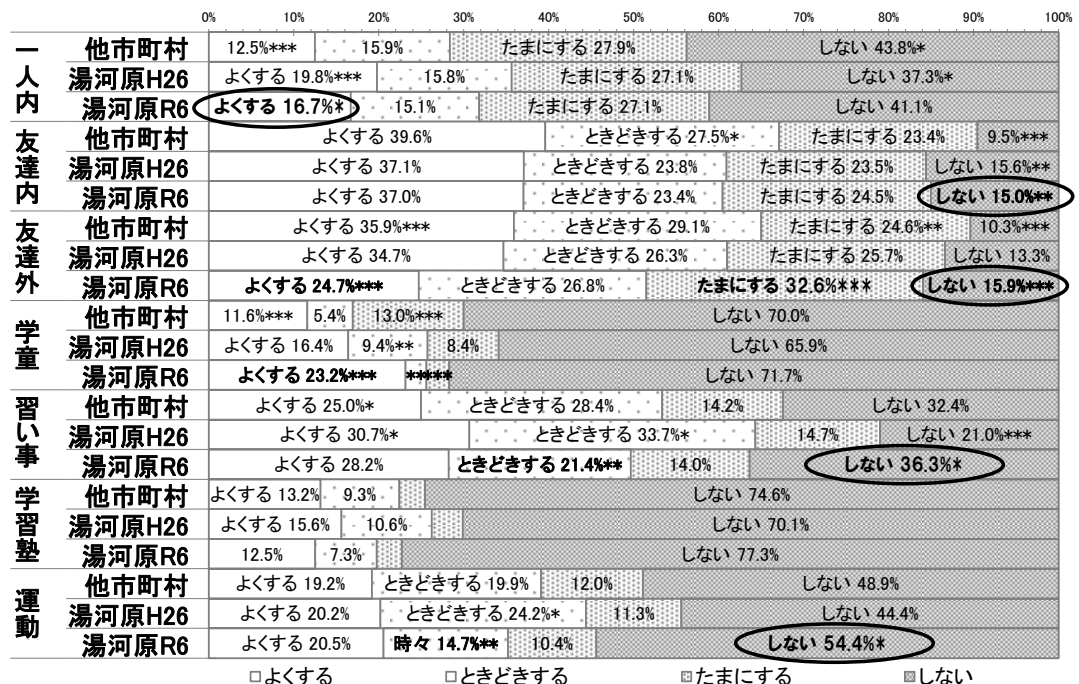 0% 10% 20% 30% 40% 50% 60% 70% 80% 90% 100%
一人内
他市町村 12.5%*** 15.9% たまにする 27.9% しない 43.8%*
湯河原H26 よくする 19.8%*** 15.8% たまにする 27.1% しない 37.3%*
湯河原R6 よくする 16.7%* 15.1% たまにする 27.1% しない 41.1%
友達内
他市町村 よくする 39.6% ときどきする 27.5%* たまにする 23.4% 9.5%***
湯河原H26 よくする 37.1% ときどきする 23.8% たまにする 23.5% しない 15.6%**
湯河原R6 よくする 37.0% ときどきする 23.4% たまにする 24.5% しない 15.0%**
友達外
他市町村 よくする 35.9%*** ときどきする 29.1% たまにする 24.6%** 10.3%***
湯河原H26 よくする 34.7% ときどきする 26.3% たまにする 25.7% しない 13.3%
湯河原R6 よくする 24.7%*** ときどきする 26.8% たまにする 32.6%*** しない 15.9%***
学童
他市町村 11.6%*** 5.4% 13.0%*** しない 70.0%
湯河原H26 よくする 16.4% 9.4%** 8.4% しない 65.9%
湯河原R6 よくする 23.2%*** ***** しない 71.7%
習い事
他市町村 よくする 25.0%* ときどきする 28.4% 14.2% しない 32.4%
湯河原H26 よくする 30.7%* ときどきする 33.7%* 14.7% しない 21.0%***
湯河原R6 よくする 28.2% ときどきする 21.4%** 14.0% しない 36.3%*
学習塾
他市町村 よくする 13.2% 9.3% しない 74.6%
湯河原H26 よくする 15.6% 10.6% しない 70.1%
湯河原R6 12.5% 7.3% しない 77.3%
運動
他市町村 よくする 19.2% ときどきする 19.9% 12.0% しない 48.9%
湯河原H26 よくする 20.2% ときどきする 24.2%* 11.3% しない 44.4%
湯河原R6 よくする 20.5% 時々 14.7%** 10.4% しない 54.4%*
よくする ときどきする たまにする しない